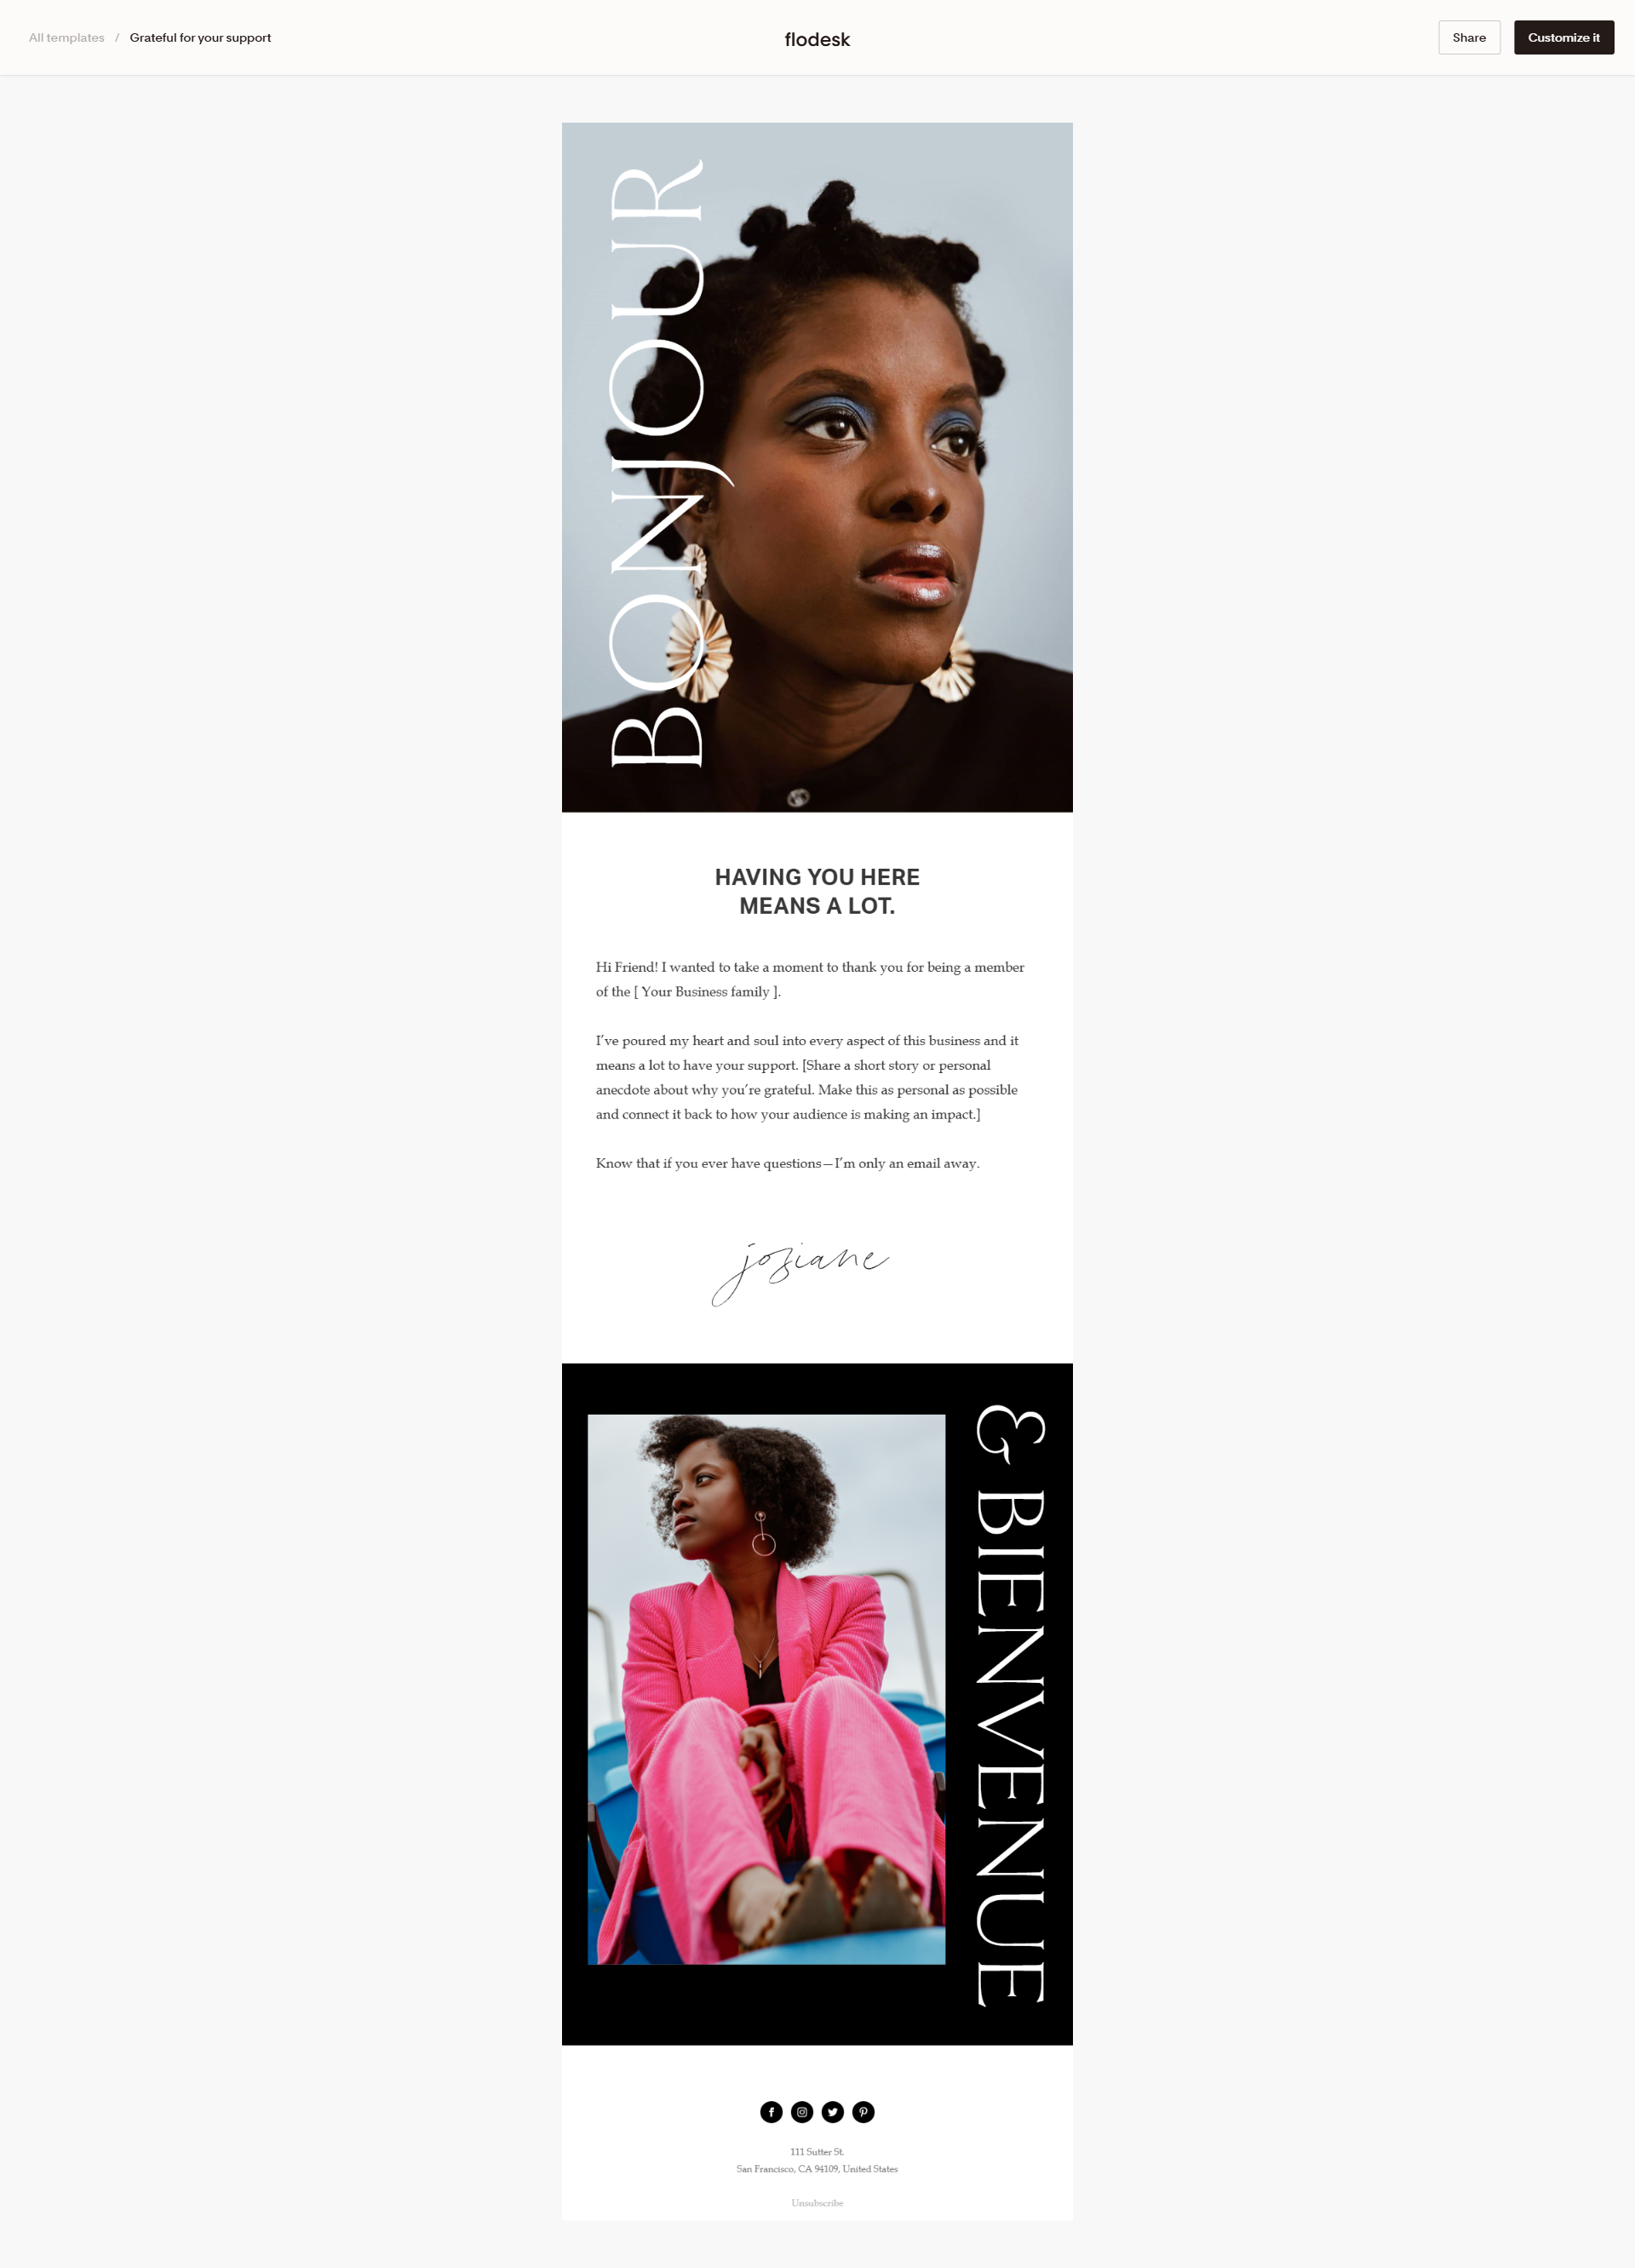 All templates / Grateful for your support
flodesk
Share
Customize it
BONJOUR
HAVING YOU HERE
MEANS A LOT.
Hi Friend! I wanted to take a moment to thank you for being a member
of the [ Your Business family ].
I’ve poured my heart and soul into every aspect of this business and it
means a lot to have your support. [Share a short story or personal
anecdote about why you’re grateful. Make this as personal as possible
and connect it back to how your audience is making an impact.]
Know that if you ever have questions—I’m only an email away.
josiane
& BIENVENUE
111 Sutter St.
San Francisco, CA 94109, United States
Unsubscribe